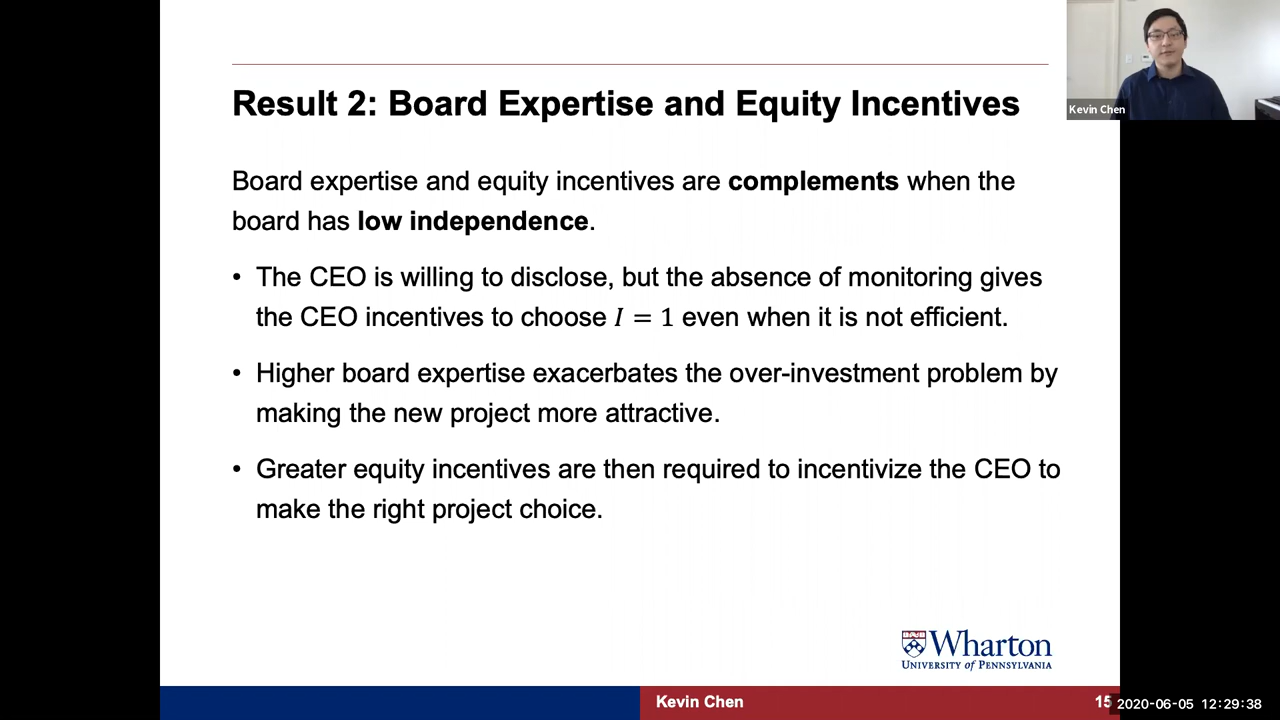 Result 2: Board Expertise and Equity Incentives
Kevin Chen
Board expertise and equity incentives are complements when the
board has low independence.
• The CEO is willing to disclose, but the absence of monitoring gives
the CEO incentives to choose I = 1 even when it is not efficient.
• Higher board expertise exacerbates the over-investment problem by
making the new project more attractive.
• Greater equity incentives are then required to incentivize the CEO to
make the right project choice.
Wharton
UNIVERSITY of PENNSYLVANIA
Kevin Chen
15
2020-06-05 12:29:38